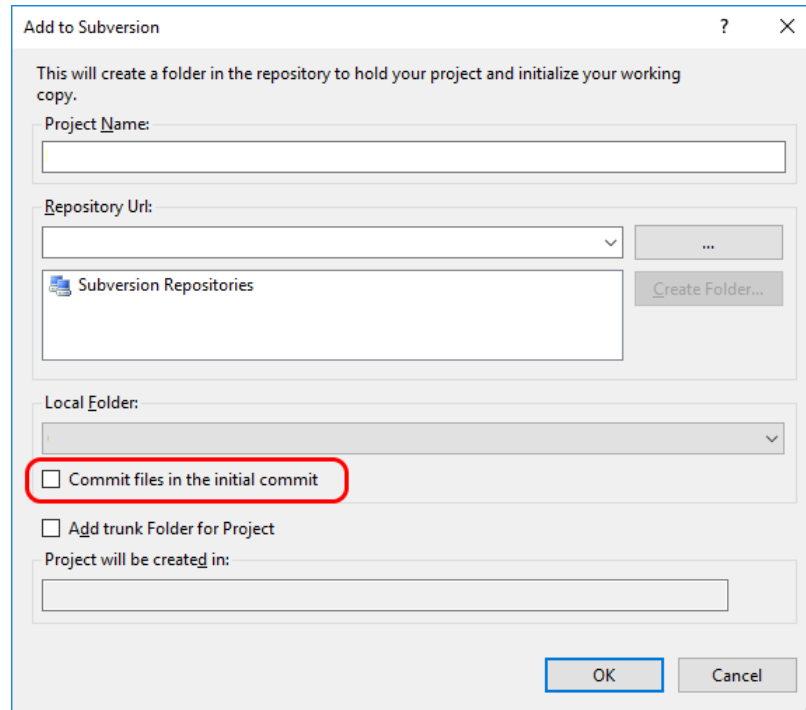 Add to Subversion
?
This will create a folder in the repository to hold your project and initialize your working
copy.
Project Name:
Repository Url:
...
Subversion Repositories
Create Folder...
Local Folder:
Commit files in the initial commit
Add trunk Folder for Project
Project will be created in:
OK
Cancel